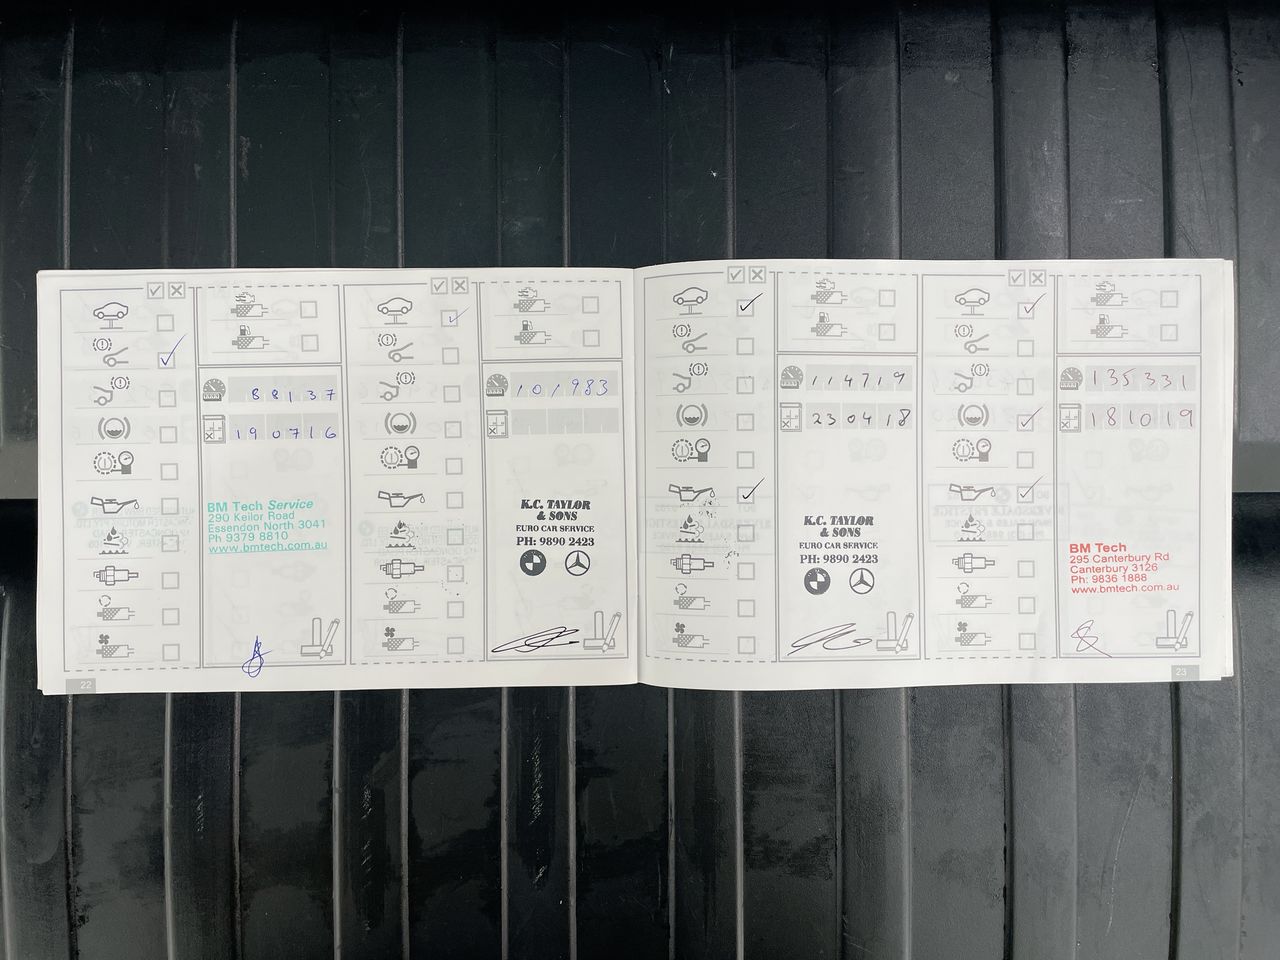 88137
190716
BM Tech Service
290 Keilor Road
Essendon North 3041
Ph 9379 8810
www.bmtech.com.au
22
101983
K.C. TAYLOR
& SONS
EURO CAR SERVICE
PH: 9890 2423
114719
230418
K.C. TAYLOR
& SONS
EURO CAR SERVICE
PH: 9890 2423
135331
181019
BM Tech
295 Canterbury Rd
Canterbury 3126
Ph: 9836 1888
www.bmtech.com.au
23